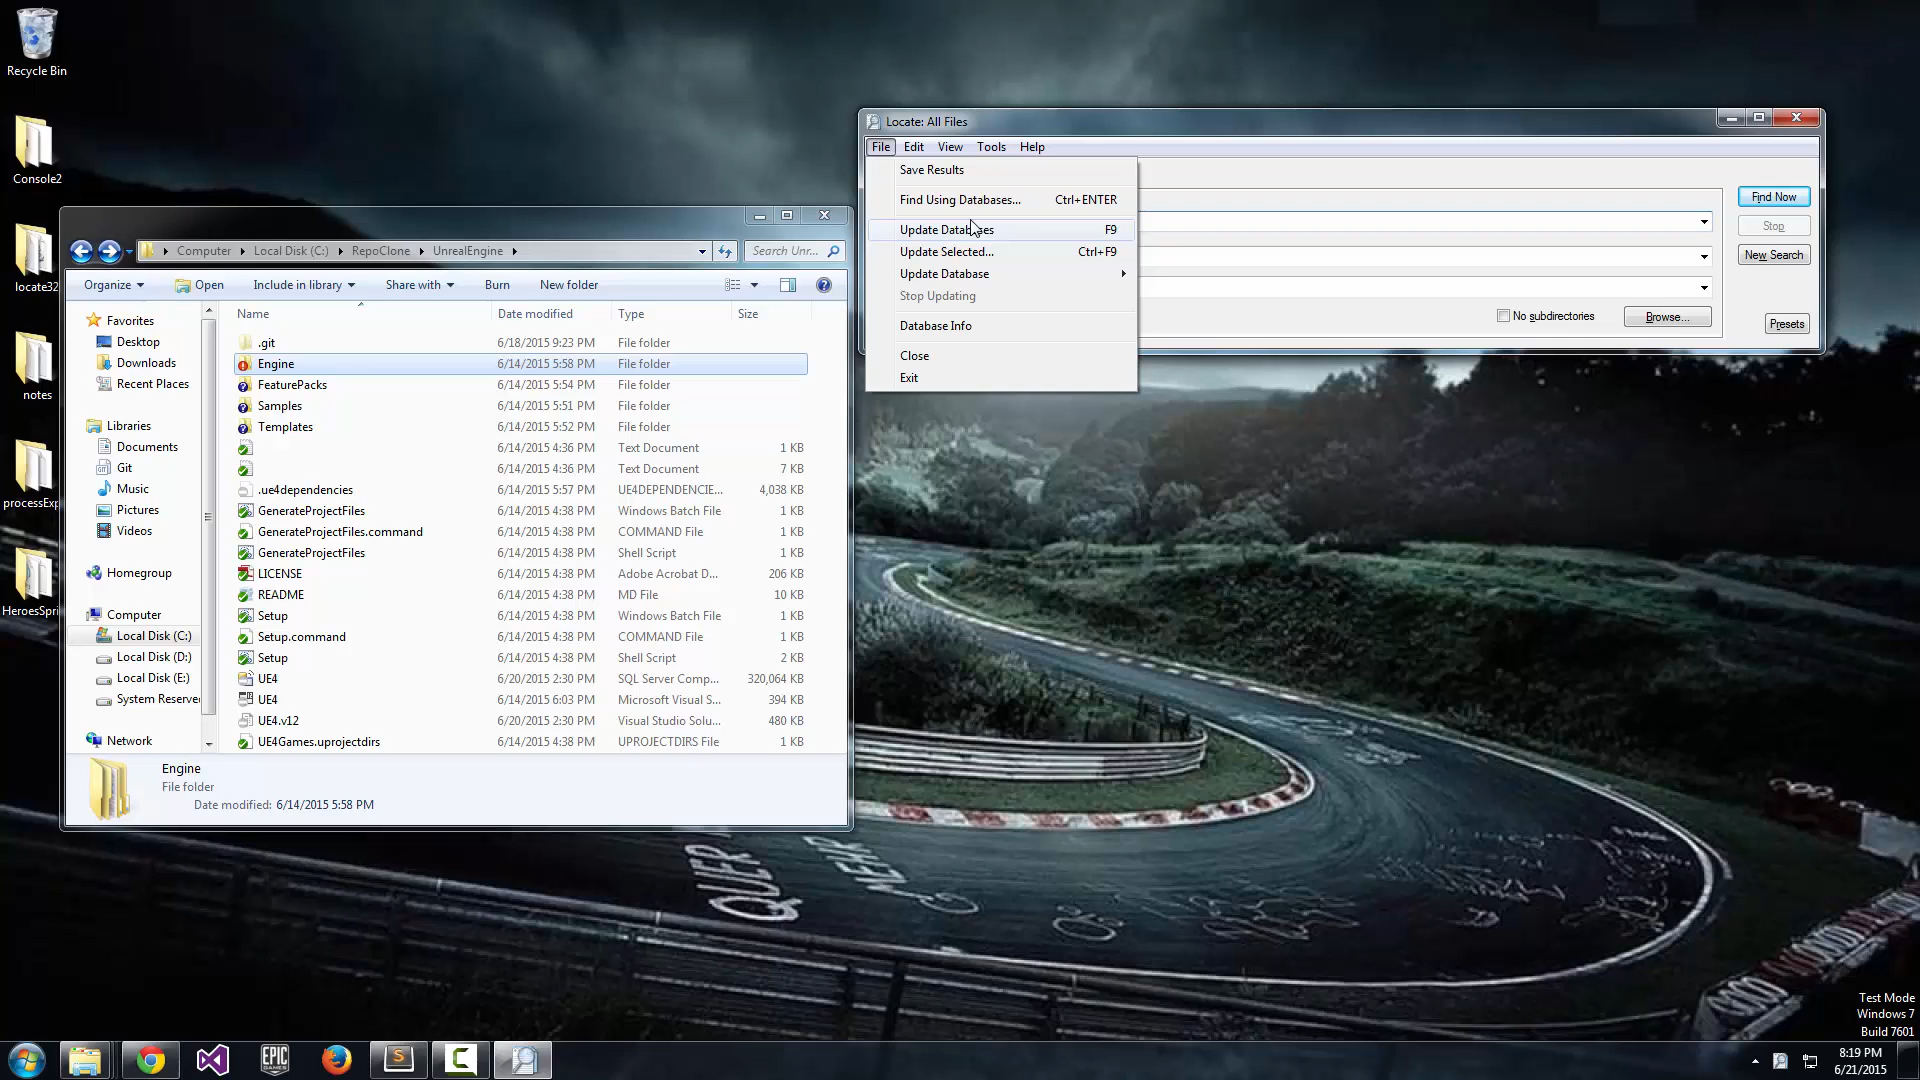 Recycle Bin
Console2
locate32
notes
processExp
HeroesSpri
Computer
Local Disk (C:)
RepoClone
UnrealEngine
Search Unr...
Organize
Open
Include in library
Share with
Burn
New folder
Favorites
Desktop
Downloads
Recent Places
Libraries
Documents
Git
Music
Pictures
Videos
Homegroup
Computer
Local Disk (C:)
Local Disk (D:)
Local Disk (E:)
System Reserve
Network
Name Date modified Type Size
.git 6/18/2015 9:23 PM File folder
Engine 6/14/2015 5:58 PM File folder
FeaturePacks 6/14/2015 5:54 PM File folder
Samples 6/14/2015 5:51 PM File folder
Templates 6/14/2015 5:52 PM File folder
6/14/2015 4:36 PM Text Document 1 KB
6/14/2015 4:36 PM Text Document 7 KB
.ue4dependencies 6/14/2015 5:57 PM UE4DEPENDENCIE... 4,038 KB
GenerateProjectFiles 6/14/2015 4:38 PM Windows Batch File 1 KB
GenerateProjectFiles.command 6/14/2015 4:38 PM COMMAND File 1 KB
GenerateProjectFiles 6/14/2015 4:38 PM Shell Script 1 KB
LICENSE 6/14/2015 4:38 PM Adobe Acrobat D... 206 KB
README 6/14/2015 4:38 PM MD File 10 KB
Setup 6/14/2015 4:38 PM Windows Batch File 1 KB
Setup.command 6/14/2015 4:38 PM COMMAND File 1 KB
Setup 6/14/2015 4:38 PM Shell Script 2 KB
UE4 6/20/2015 2:30 PM SQL Server Comp... 320,064 KB
UE4 6/14/2015 6:03 PM Microsoft Visual S... 394 KB
UE4.v12 6/20/2015 2:30 PM Visual Studio Solu... 480 KB
UE4Games.uprojectdirs 6/14/2015 4:38 PM UPROJECTDIRS File 1 KB
Engine
File folder
Date modified: 6/14/2015 5:58 PM
Locate: All Files
File Edit View Tools Help
Save Results
Find Using Databases... Ctrl+ENTER
Update Databases F9
Update Selected... Ctrl+F9
Update Database
Stop Updating
Database Info
Close
Exit
Find Now
Stop
New Search
No subdirectories
Browse...
Presets
Test Mode
Windows 7
Build 7601
EPIC
GAMES
8:19 PM
6/21/2015